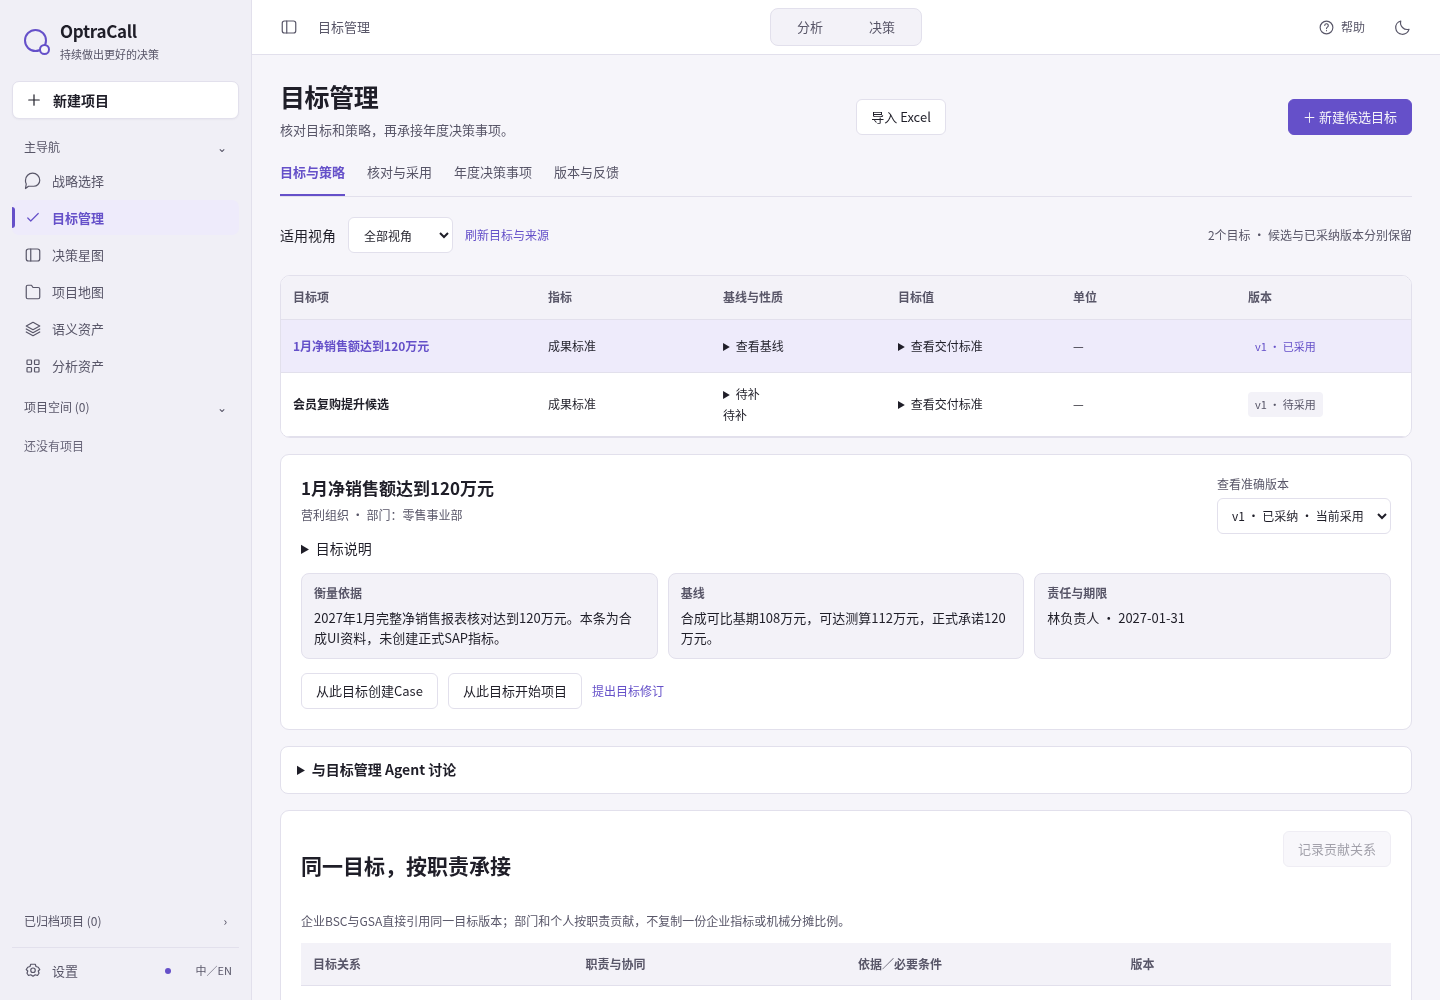 OptraCall
持续做出更好的决策
新建项目
主导航
战略选择
目标管理
决策星图
项目地图
语义资产
分析资产
项目空间 (0)
还没有项目
已归档项目 (0)
设置
中／EN
目标管理
分析
决策
帮助
目标管理
核对目标和策略，再承接年度决策事项。
导入 Excel
＋ 新建候选目标
目标与策略
核对与采用
年度决策事项
版本与反馈
适用视角
全部视角
刷新目标与来源
2个目标 · 候选与已采纳版本分别保留
目标项
指标
基线与性质
目标值
单位
版本
1月净销售额达到120万元
成果标准
查看基线
查看交付标准
—
v1 · 已采用
会员复购提升候选
成果标准
待补
待补
查看交付标准
—
v1 · 待采用
1月净销售额达到120万元
营利组织 · 部门：零售事业部
查看准确版本
v1 · 已采纳 · 当前采用
目标说明
衡量依据
2027年1月完整净销售报表核对达到120万元。本条为合
成UI资料，未创建正式SAP指标。
基线
合成可比基期108万元，可达测算112万元，正式承诺120
万元。
责任与期限
林负责人 · 2027-01-31
从此目标创建Case
从此目标开始项目
提出目标修订
与目标管理 Agent 讨论
同一目标，按职责承接
记录贡献关系
企业BSC与GSA直接引用同一目标版本；部门和个人按职责贡献，不复制一份企业指标或机械分摊比例。
目标关系
职责与协同
依据／必要条件
版本